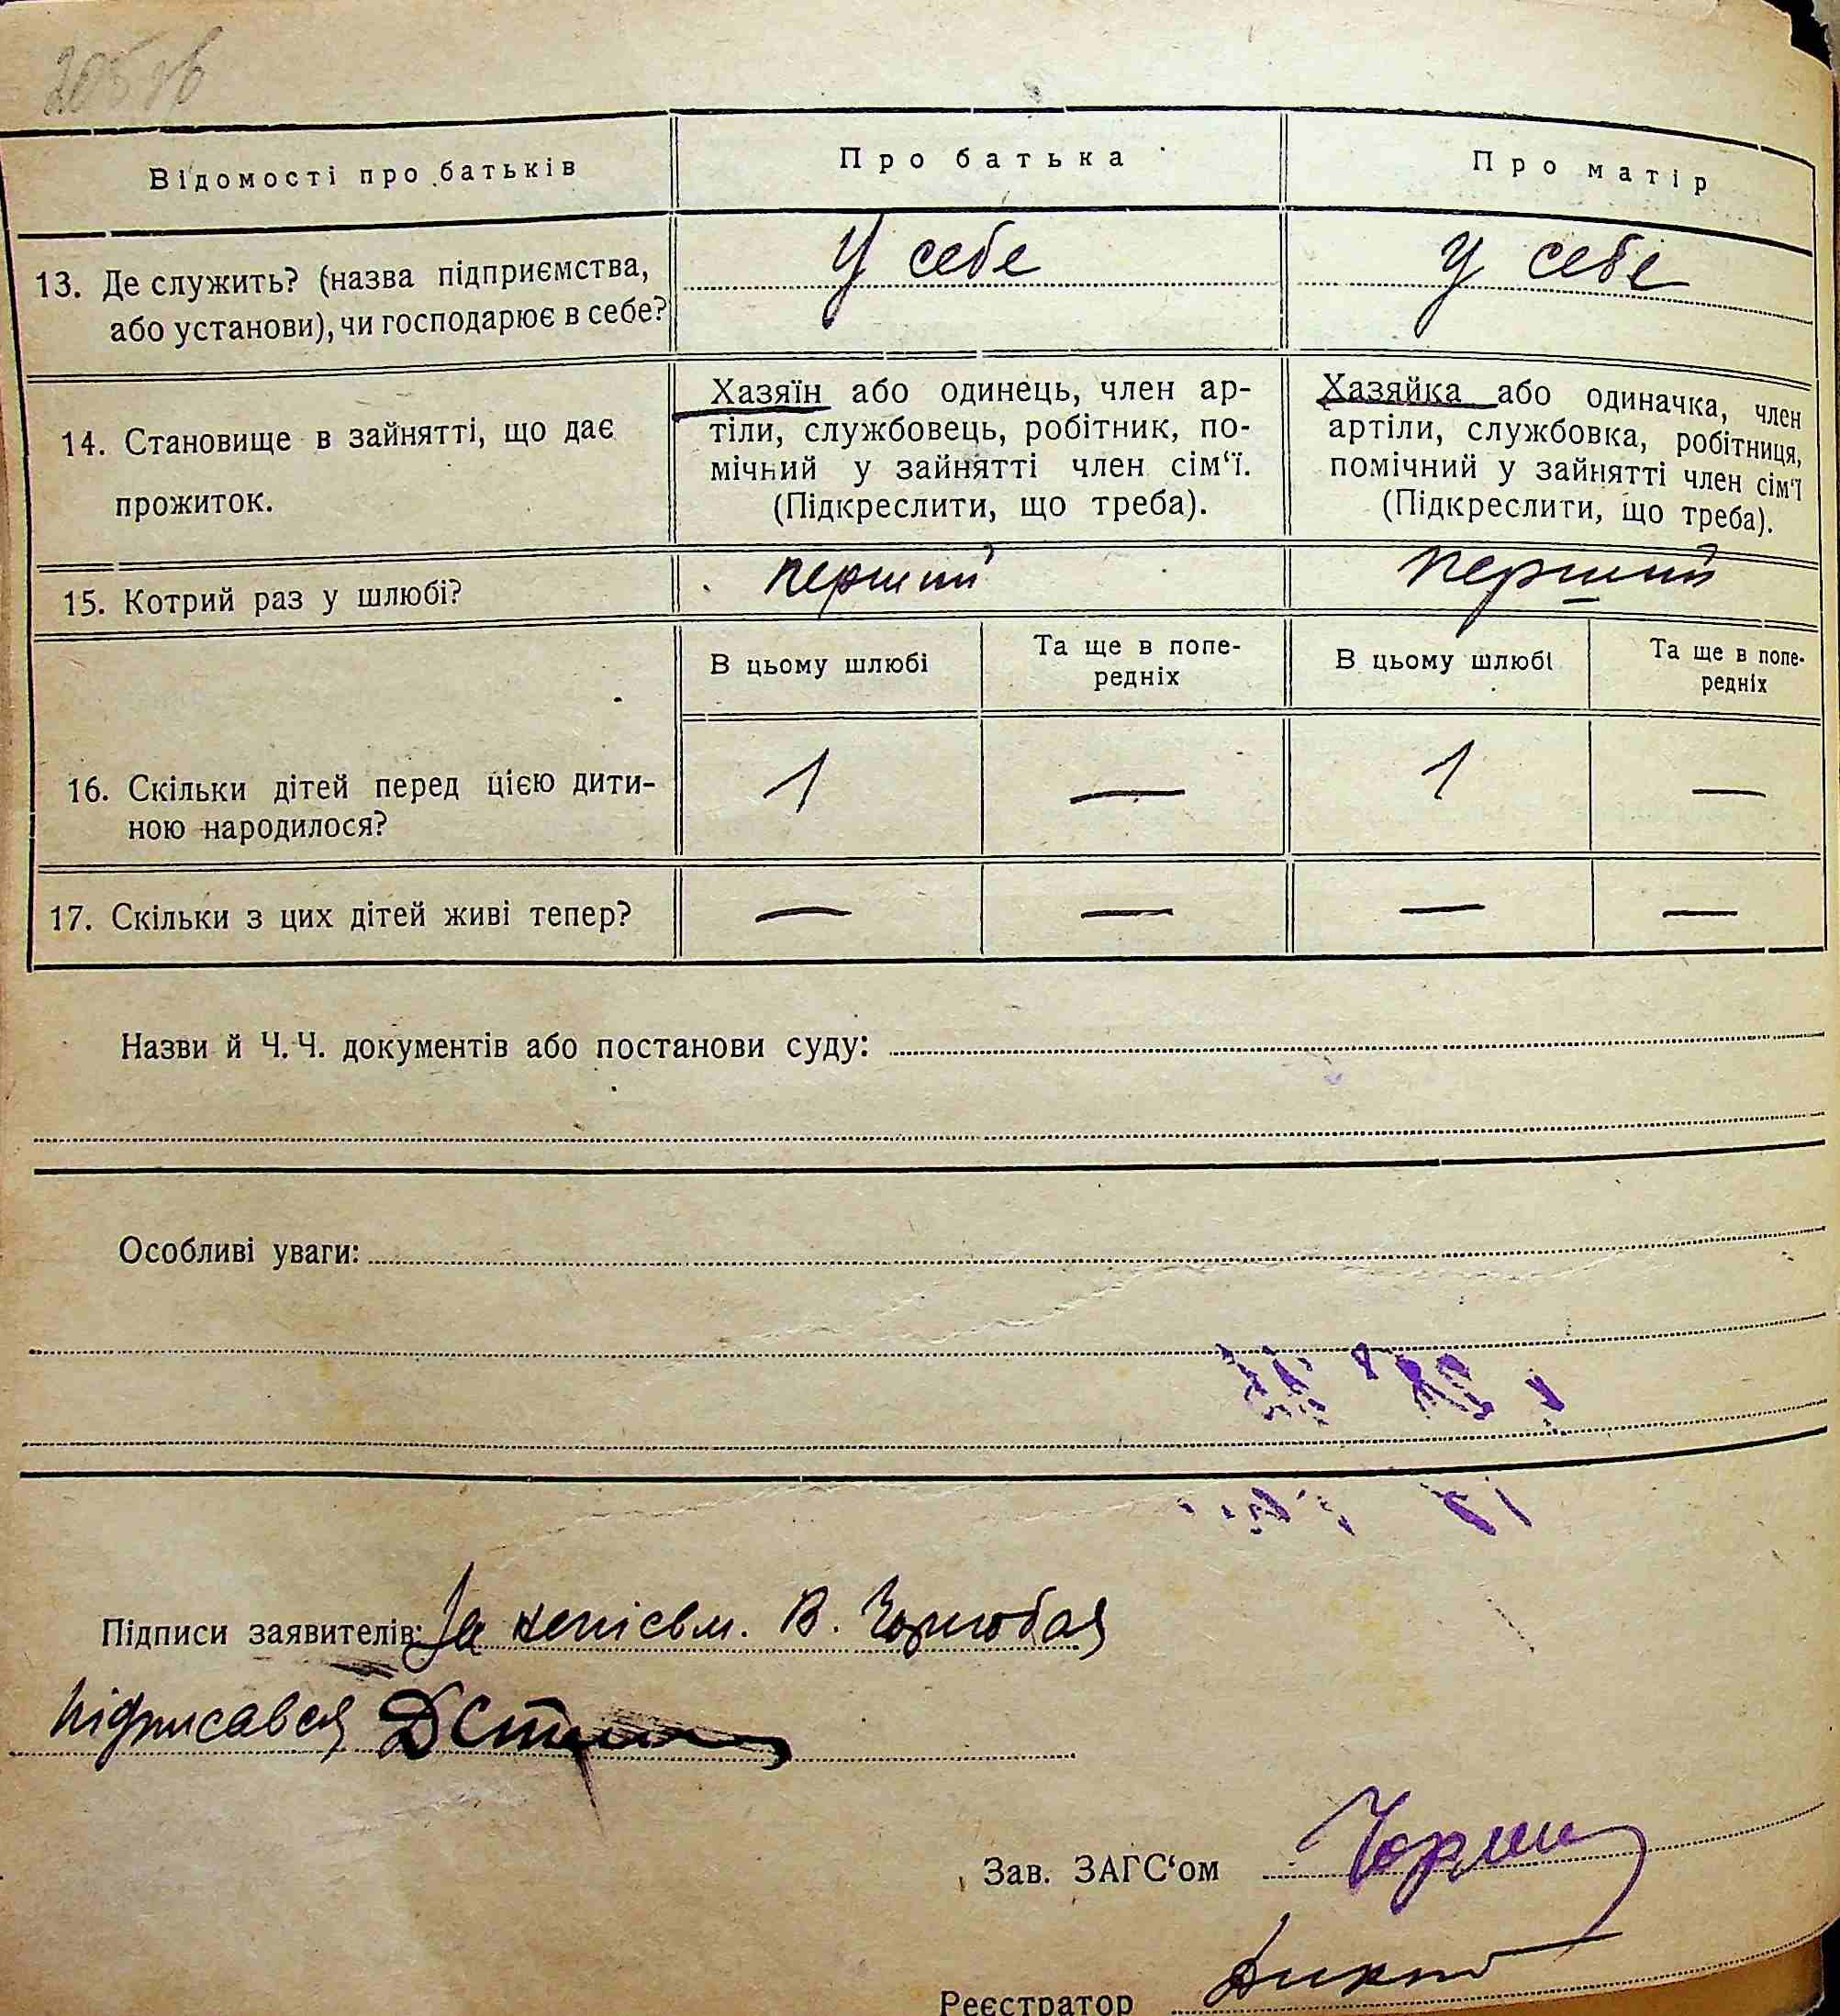 Відомості про батьків
Про батька
Про матір
13. Де служить? (назва підприємства,
або установи), чи господарює в себе?
У себе
У себе
14. Становище в зайнятті, що дає
прожиток.
Хазяїн або одинець, член ар-
тіли, службовець, робітник, по-
мічний у зайнятті член сім‘ї.
(Підкреслити, що треба).
Хазяйка або одиначка, член
артіли, службовка, робітниця,
помічний у зайнятті член сім‘ї
(Підкреслити, що треба).
15. Котрий раз у шлюбі?
перший
перший
В цьому шлюбі
Та ще в попе-
редніх
В цьому шлюбі
Та ще в попе-
редніх
16. Скільки дітей перед цією дити-
ною народилося?
1
—
1
—
17. Скільки з цих дітей живі тепер?
—
—
—
—
Назви й Ч.Ч. документів або постанови суду:
Особливі уваги:
Підписи заявителів: За непісьм. В. Чорнобая
підписався
Зав. ЗАГС‘ом
Реєстратор